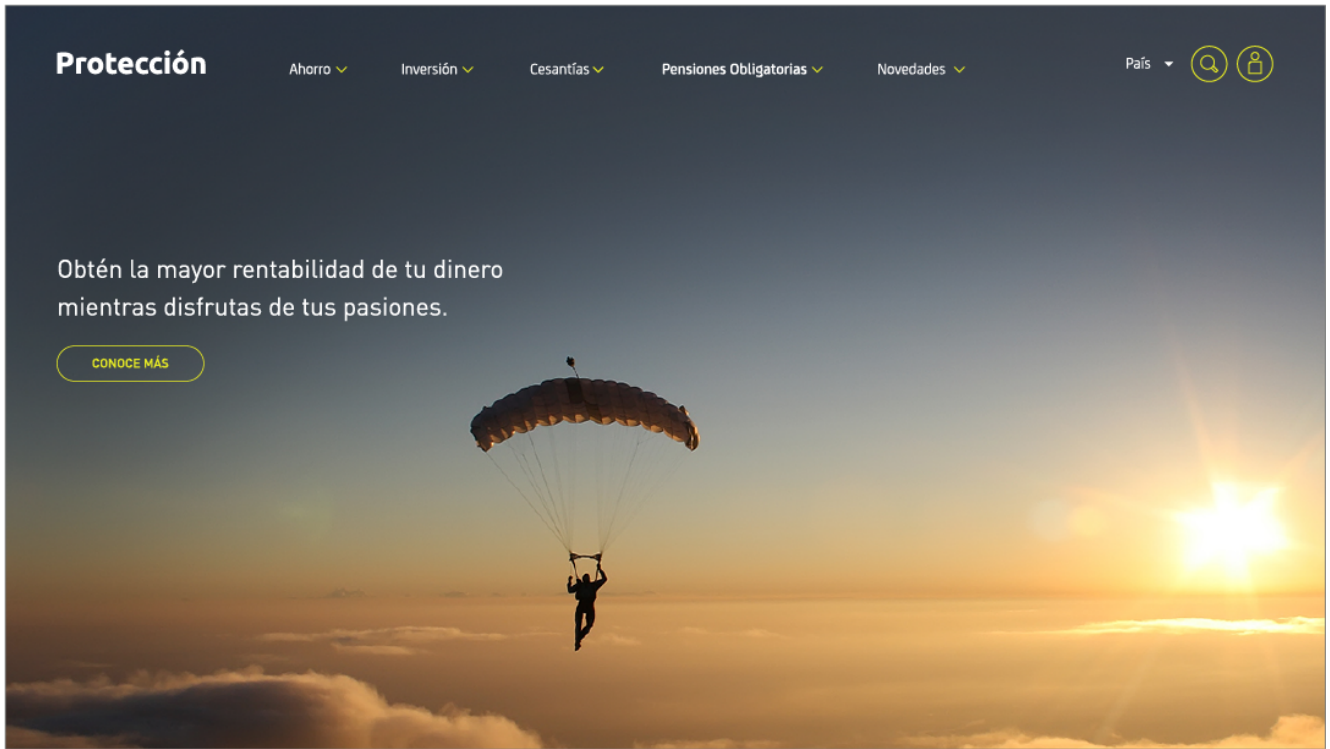 Protección
Ahorro
Inversión
Cesantías
Pensiones Obligatorias
Novedades
País
Obtén la mayor rentabilidad de tu dinero
mientras disfrutas de tus pasiones.
CONOCE MÁS